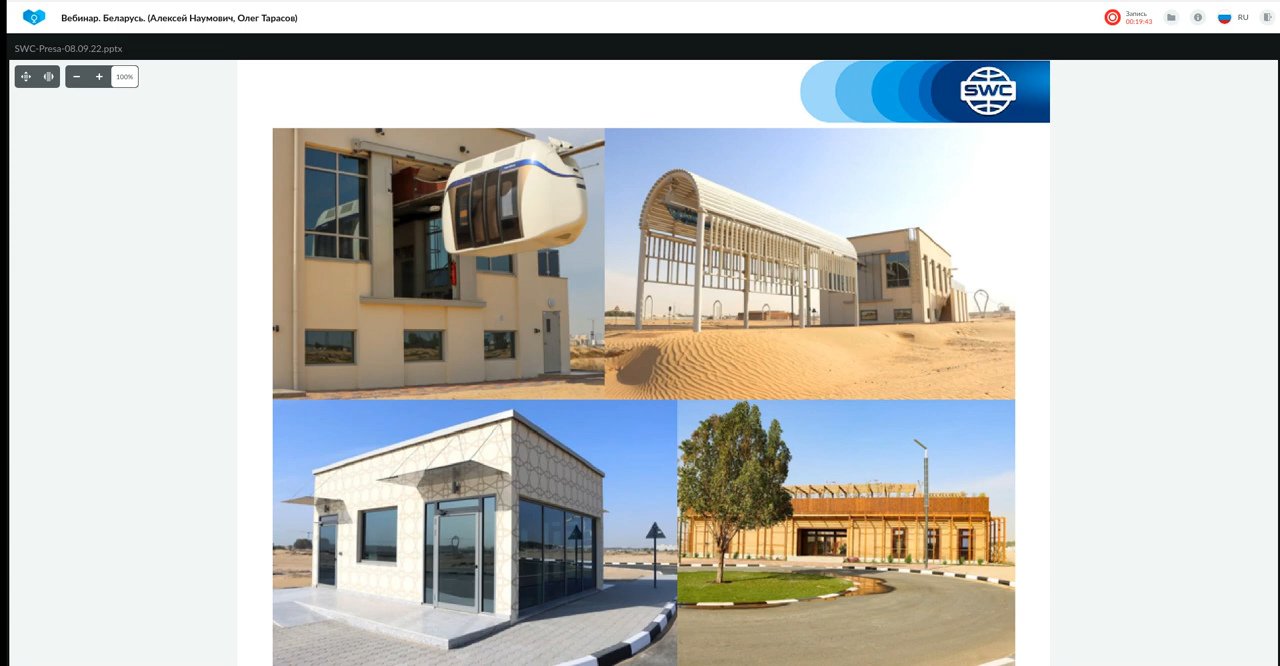 Вебинар. Беларусь. (Алексей Наумович, Олег Тарасов)
Запись
00:19:43
RU
SWC-Presa-08.09.22.pptx
100%
SWC